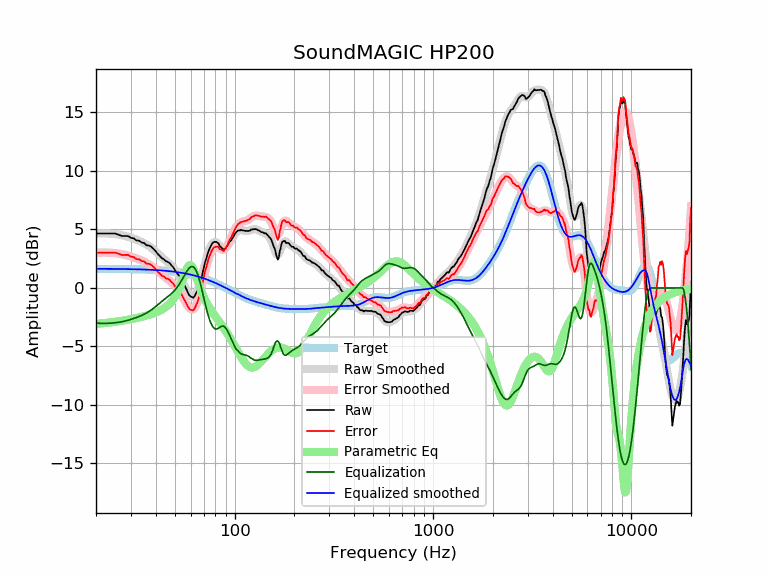 SoundMAGIC HP200
Amplitude (dBr)
15
10
5
0
−5
−10
−15
Target
Raw Smoothed
Error Smoothed
Raw
Error
Parametric Eq
Equalization
Equalized smoothed
100
1000
10000
Frequency (Hz)